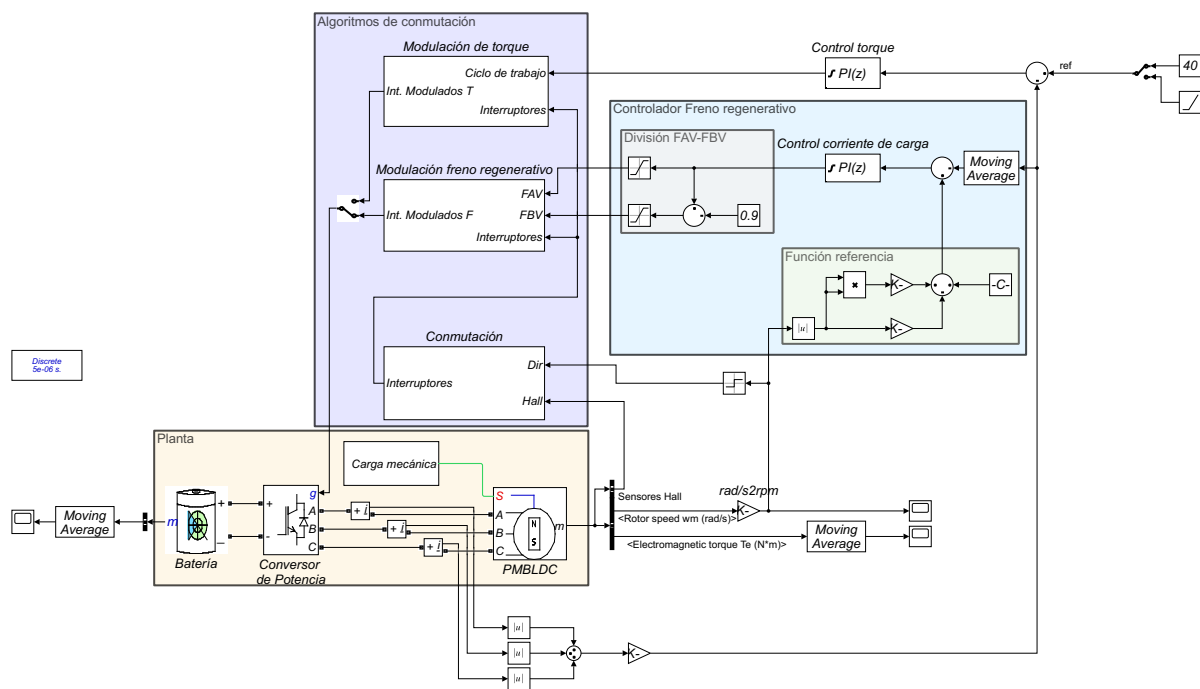 Algoritmos de conmutación
Modulación de torque
Ciclo de trabajo
Int. Modulados T
Interruptores
Control torque
PI(z)
ref
40
Controlador Freno regenerativo
División FAV-FBV
Control corriente de carga
PI(z)
Moving
Average
0.9
Modulación freno regenerativo
FAV
Int. Modulados F
FBV
Interruptores
Función referencia
×
K-
-C-
|u|
K-
Conmutación
Dir
Interruptores
Hall
Discrete
5e-06 s.
Planta
Carga mecánica
g
+
+
A
B
C
-
m
+
–
+ i
+ i
+ i
S
A
B
C
N
S
m
Moving
Average
Batería
Conversor
de Potencia
PMBLDC
Sensores Hall
rad/s2rpm
<Rotor speed wm (rad/s)>
K-
<Electromagnetic torque Te (N*m)>
Moving
Average
|u|
|u|
|u|
K-